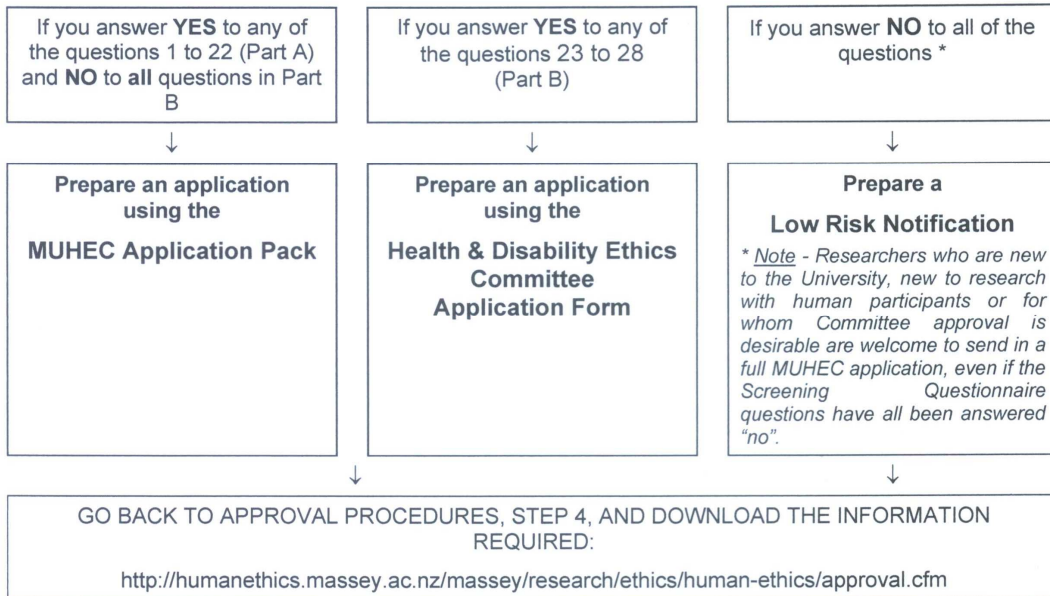 If you answer YES to any of
the questions 1 to 22 (Part A)
and NO to all questions in Part
B
↓
Prepare an application
using the
MUHEC Application Pack
If you answer YES to any of
the questions 23 to 28
(Part B)
↓
Prepare an application
using the
Health & Disability Ethics
Committee
Application Form
If you answer NO to all of the
questions *
↓
Prepare a
Low Risk Notification
* Note - Researchers who are new
to the University, new to research
with human participants or for
whom Committee approval is
desirable are welcome to send in a
full MUHEC application, even if the
Screening Questionnaire
questions have all been answered
“no”.
↓ ↓
GO BACK TO APPROVAL PROCEDURES, STEP 4, AND DOWNLOAD THE INFORMATION
REQUIRED:
http://humanethics.massey.ac.nz/massey/research/ethics/human-ethics/approval.cfm